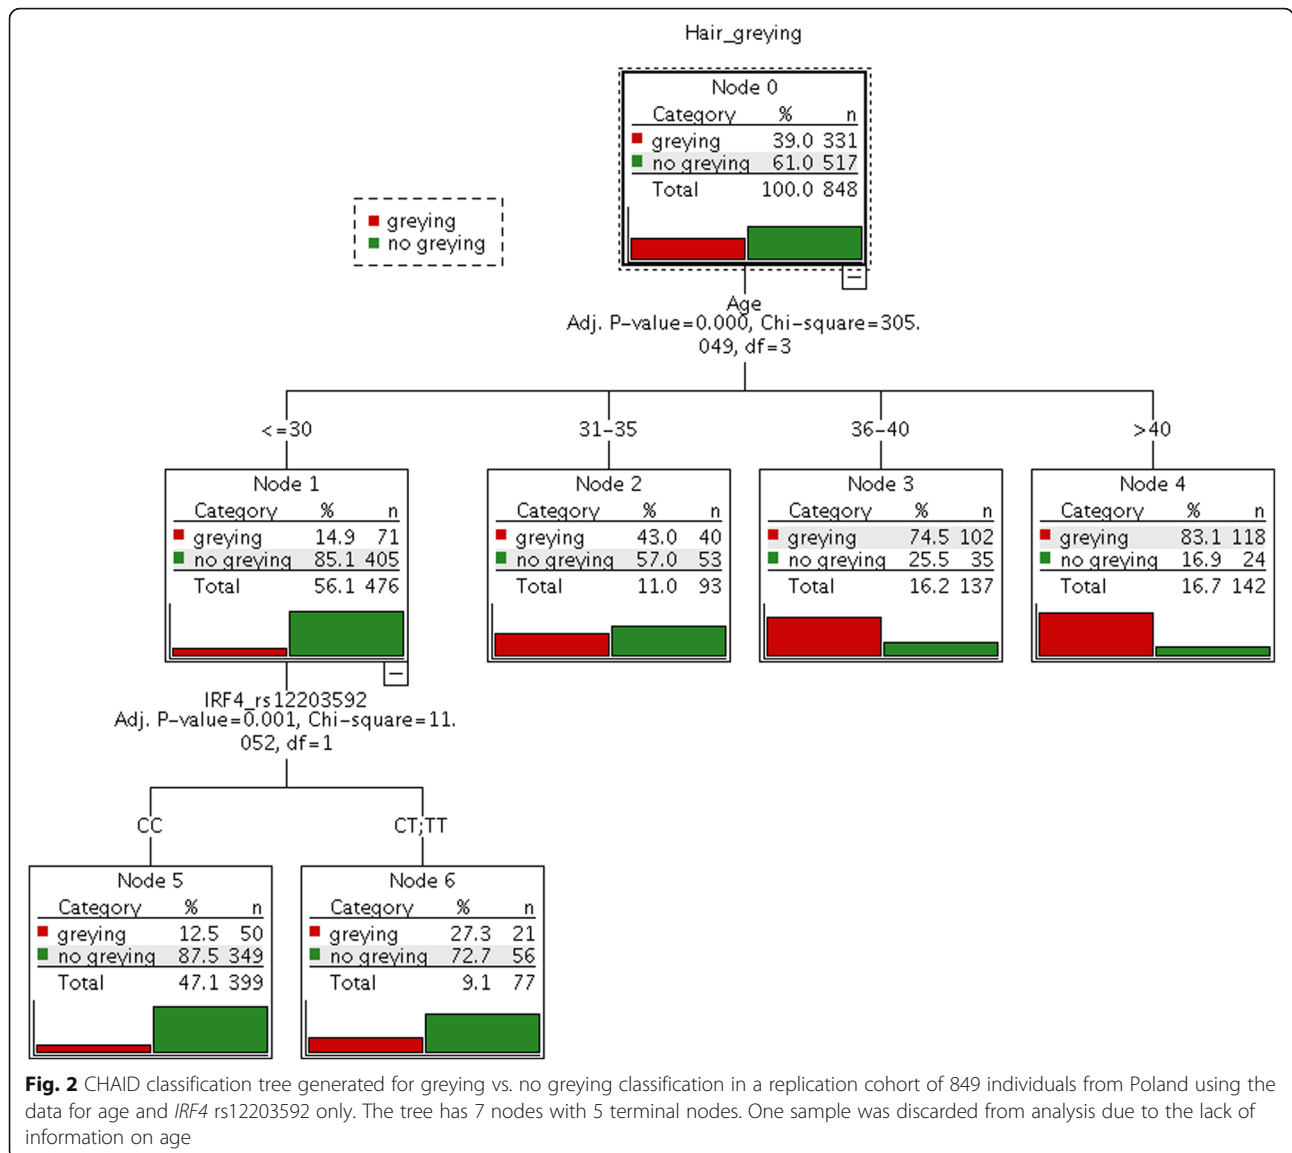 Hair_greying
Node 0
Category % n
greying 39.0 331
no greying 61.0 517
Total 100.0 848
greying
no greying
Age
Adj. P-value=0.000, Chi-square=305.
049, df=3
<=30 31-35 36-40 >40
Node 1
Category % n
greying 14.9 71
no greying 85.1 405
Total 56.1 476
Node 2
Category % n
greying 43.0 40
no greying 57.0 53
Total 11.0 93
Node 3
Category % n
greying 74.5 102
no greying 25.5 35
Total 16.2 137
Node 4
Category % n
greying 83.1 118
no greying 16.9 24
Total 16.7 142
IRF4_rs12203592
Adj. P-value=0.001, Chi-square=11.
052, df=1
CC CT;TT
Node 5
Category % n
greying 12.5 50
no greying 87.5 349
Total 47.1 399
Node 6
Category % n
greying 27.3 21
no greying 72.7 56
Total 9.1 77
Fig. 2 CHAID classification tree generated for greying vs. no greying classification in a replication cohort of 849 individuals from Poland using the
data for age and IRF4 rs12203592 only. The tree has 7 nodes with 5 terminal nodes. One sample was discarded from analysis due to the lack of
information on age